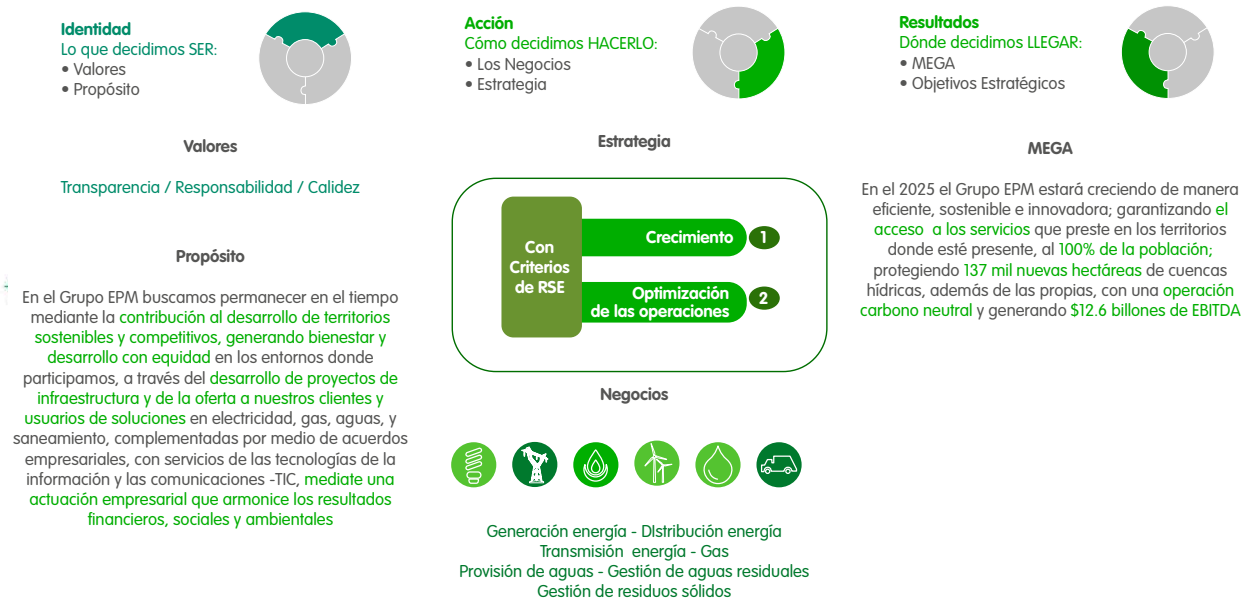 Identidad
Lo que decidimos SER:
• Valores
• Propósito
Valores
Transparencia / Responsabilidad / Calidez
Propósito
En el Grupo EPM buscamos permanecer en el tiempo
mediante la contribución al desarrollo de territorios
sostenibles y competitivos, generando bienestar y
desarrollo con equidad en los entornos donde
participamos, a través del desarrollo de proyectos de
infraestructura y de la oferta a nuestros clientes y
usuarios de soluciones en electricidad, gas, aguas, y
saneamiento, complementadas por medio de acuerdos
empresariales, con servicios de las tecnologías de la
información y las comunicaciones -TIC, mediate una
actuación empresarial que armonice los resultados
financieros, sociales y ambientales
Acción
Cómo decidimos HACERLO:
• Los Negocios
• Estrategia
Estrategia
Con
Criterios
de RSE
Crecimiento 1
Optimización
de las operaciones 2
Negocios
Generación energía - DIstribución energía
Transmisión energía - Gas
Provisión de aguas - Gestión de aguas residuales
Gestión de residuos sólidos
Resultados
Dónde decidimos LLEGAR:
• MEGA
• Objetivos Estratégicos
MEGA
En el 2025 el Grupo EPM estará creciendo de manera
eficiente, sostenible e innovadora; garantizando el
acceso a los servicios que preste en los territorios
donde esté presente, al 100% de la población;
protegiendo 137 mil nuevas hectáreas de cuencas
hídricas, además de las propias, con una operación
carbono neutral y generando $12.6 billones de EBITDA